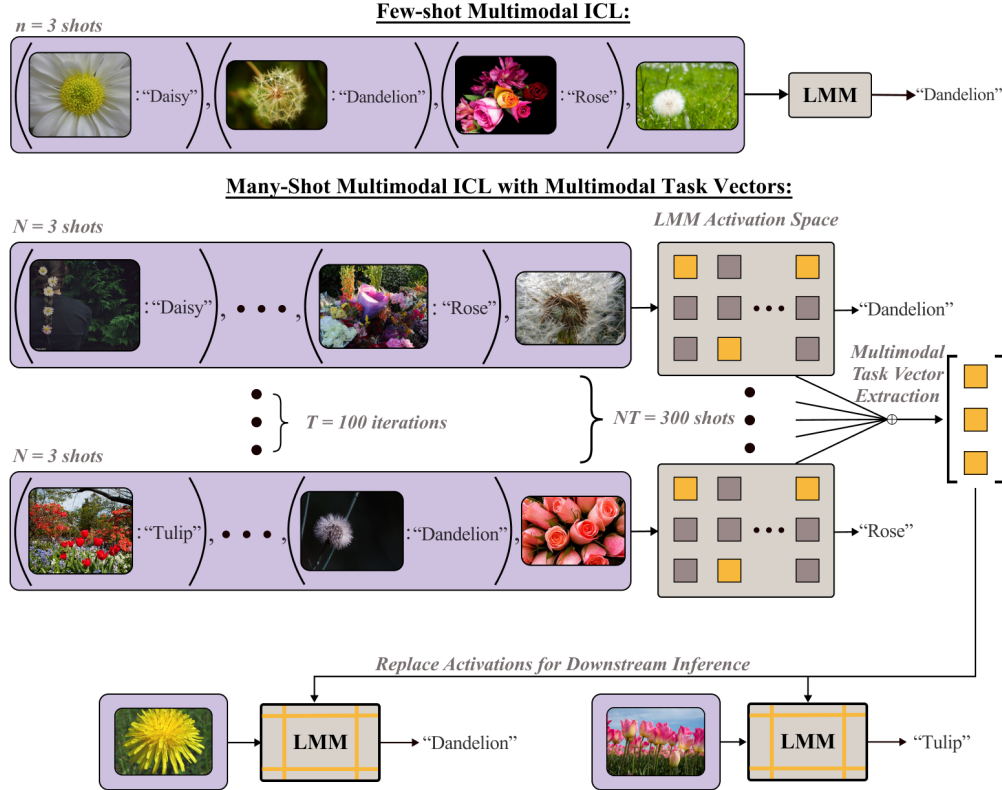 Few-shot Multimodal ICL:
n = 3 shots
:“Daisy” , :“Dandelion” , :“Rose” , LMM “Dandelion”
Many-Shot Multimodal ICL with Multimodal Task Vectors:
N = 3 shots
LMM Activation Space
:“Daisy” , , :“Rose” , “Dandelion”
Multimodal
Task Vector
Extraction
T = 100 iterations
NT = 300 shots
N = 3 shots
:“Tulip” , , :“Dandelion” , “Rose”
Replace Activations for Downstream Inference
LMM “Dandelion”
LMM “Tulip”